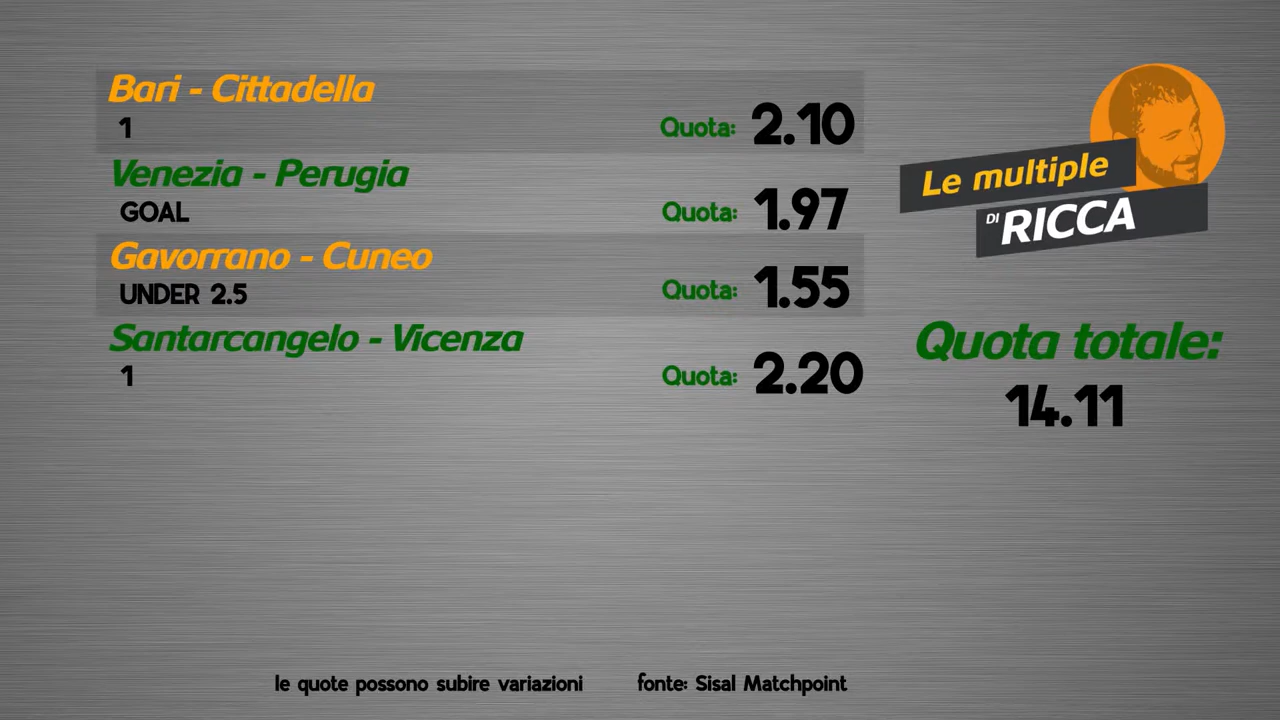 Bari - Cittadella
1
Quota: 2.10
Venezia - Perugia
GOAL
Quota: 1.97
Gavorrano - Cuneo
UNDER 2.5
Quota: 1.55
Santarcangelo - Vicenza
1
Quota: 2.20
Le multiple
DI RICCA
Quota totale:
14.11
le quote possono subire variazioni
fonte: Sisal Matchpoint